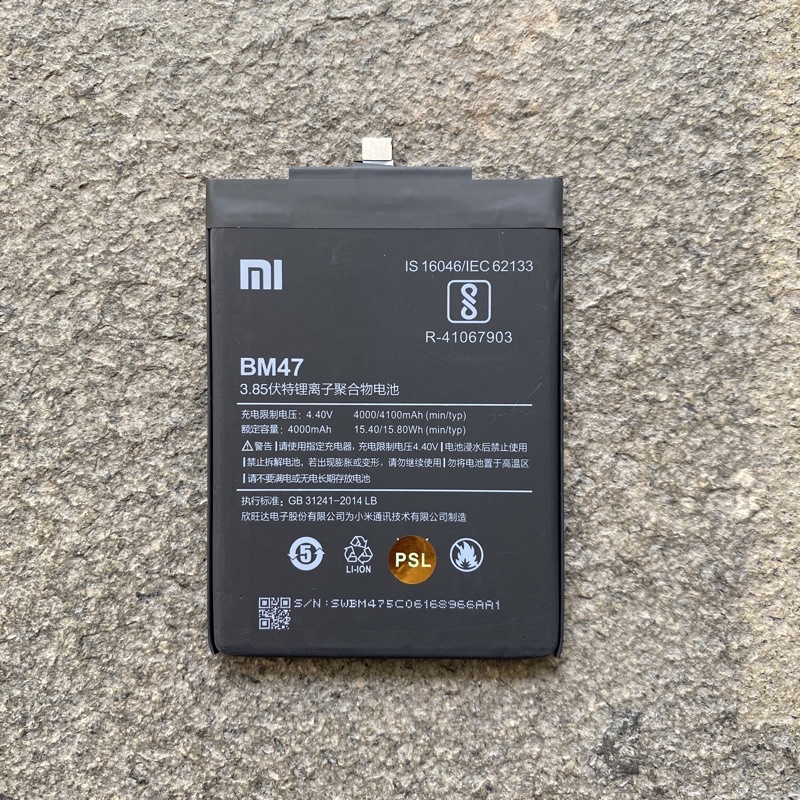 mi
IS 16046/IEC 62133
R-41067903
BM47
3.85伏特锂离子聚合物电池
充电限制电压: 4.40V 4000/4100mAh (min/typ)
额定容量: 4000mAh 15.40/15.80Wh (min/typ)
警告|请使用指定充电器, 充电限制电压4.40V|电池浸水后禁止使用
|禁止拆解电池, 若出现膨胀或变形, 请勿继续使用|勿将电池置于高温区
|请不要满电或无电长期存放电池
执行标准: GB 31241-2014 LB
欣旺达电子股份有限公司为小米通讯技术有限公司制造
5
LI-ION
PSL
S/N:SWBM475C06168966AA1